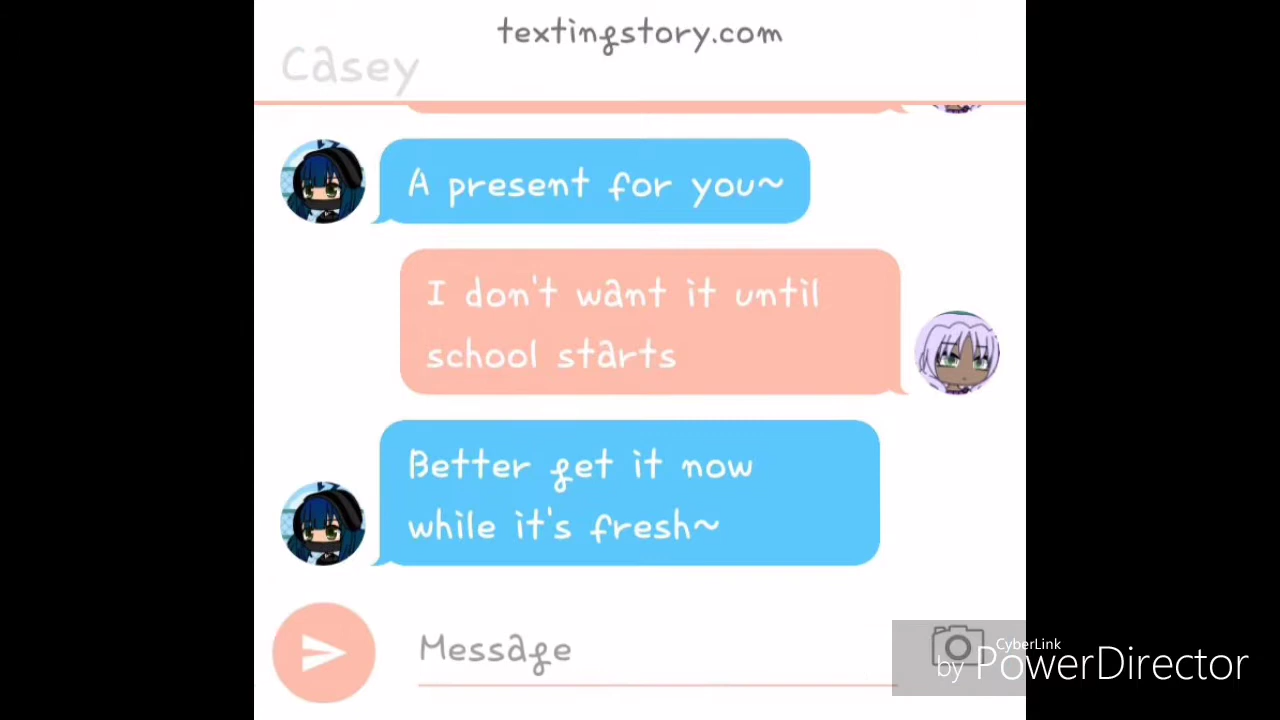 textingstory.com
Casey
A present for you~
I don't want it until
school starts
Better get it now
while it's fresh~
Message
CyberLink
by PowerDirector